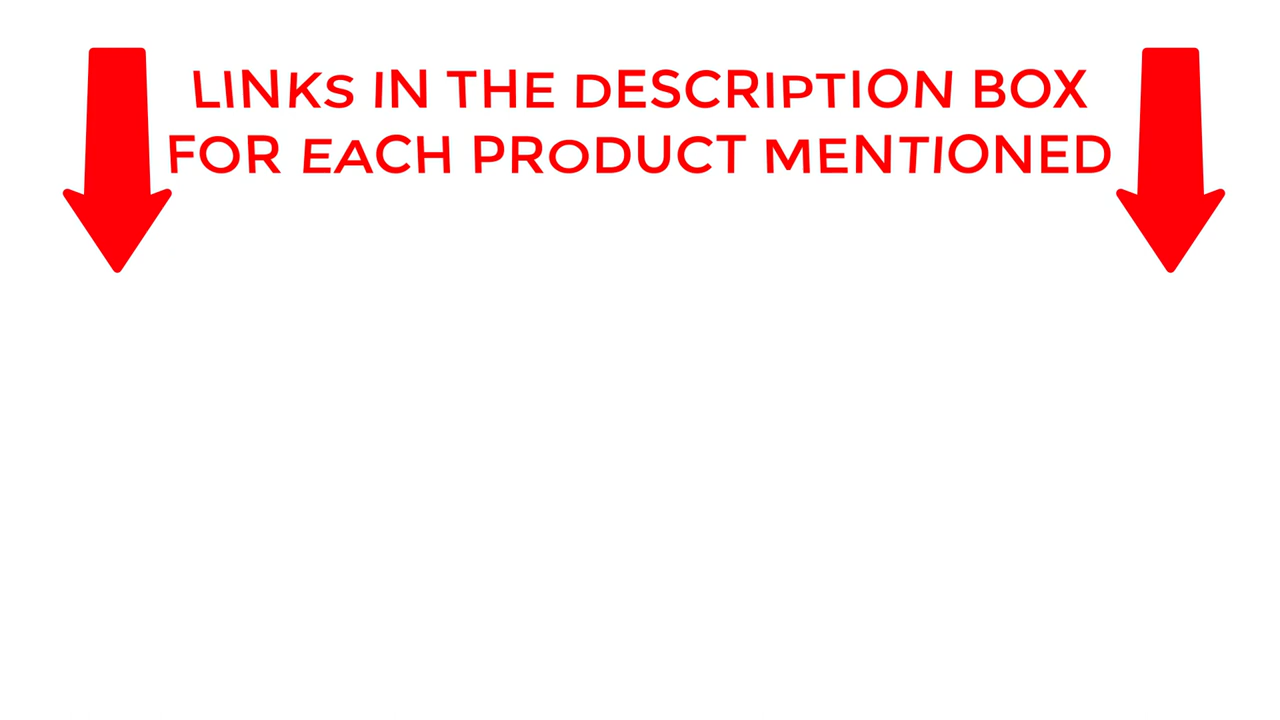 LINKS IN THE DESCRIPTION BOX
FOR EACH PRODUCT MENTIONED